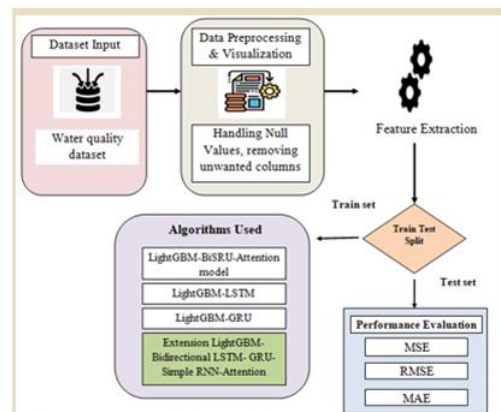 Dataset Input
Water quality
dataset
Data Preprocessing
& Visualization
Handling Null
Values, removing
unwanted columns
Feature Extraction
Train set
Train Test
Split
Test set
Algorithms Used
LightGBM-BiSRU-Attention
model
LightGBM-LSTM
LightGBM-GRU
Extension LightGBM-
Bidirectional LSTM- GRU-
Simple RNN-Attention
Performance Evaluation
MSE
RMSE
MAE